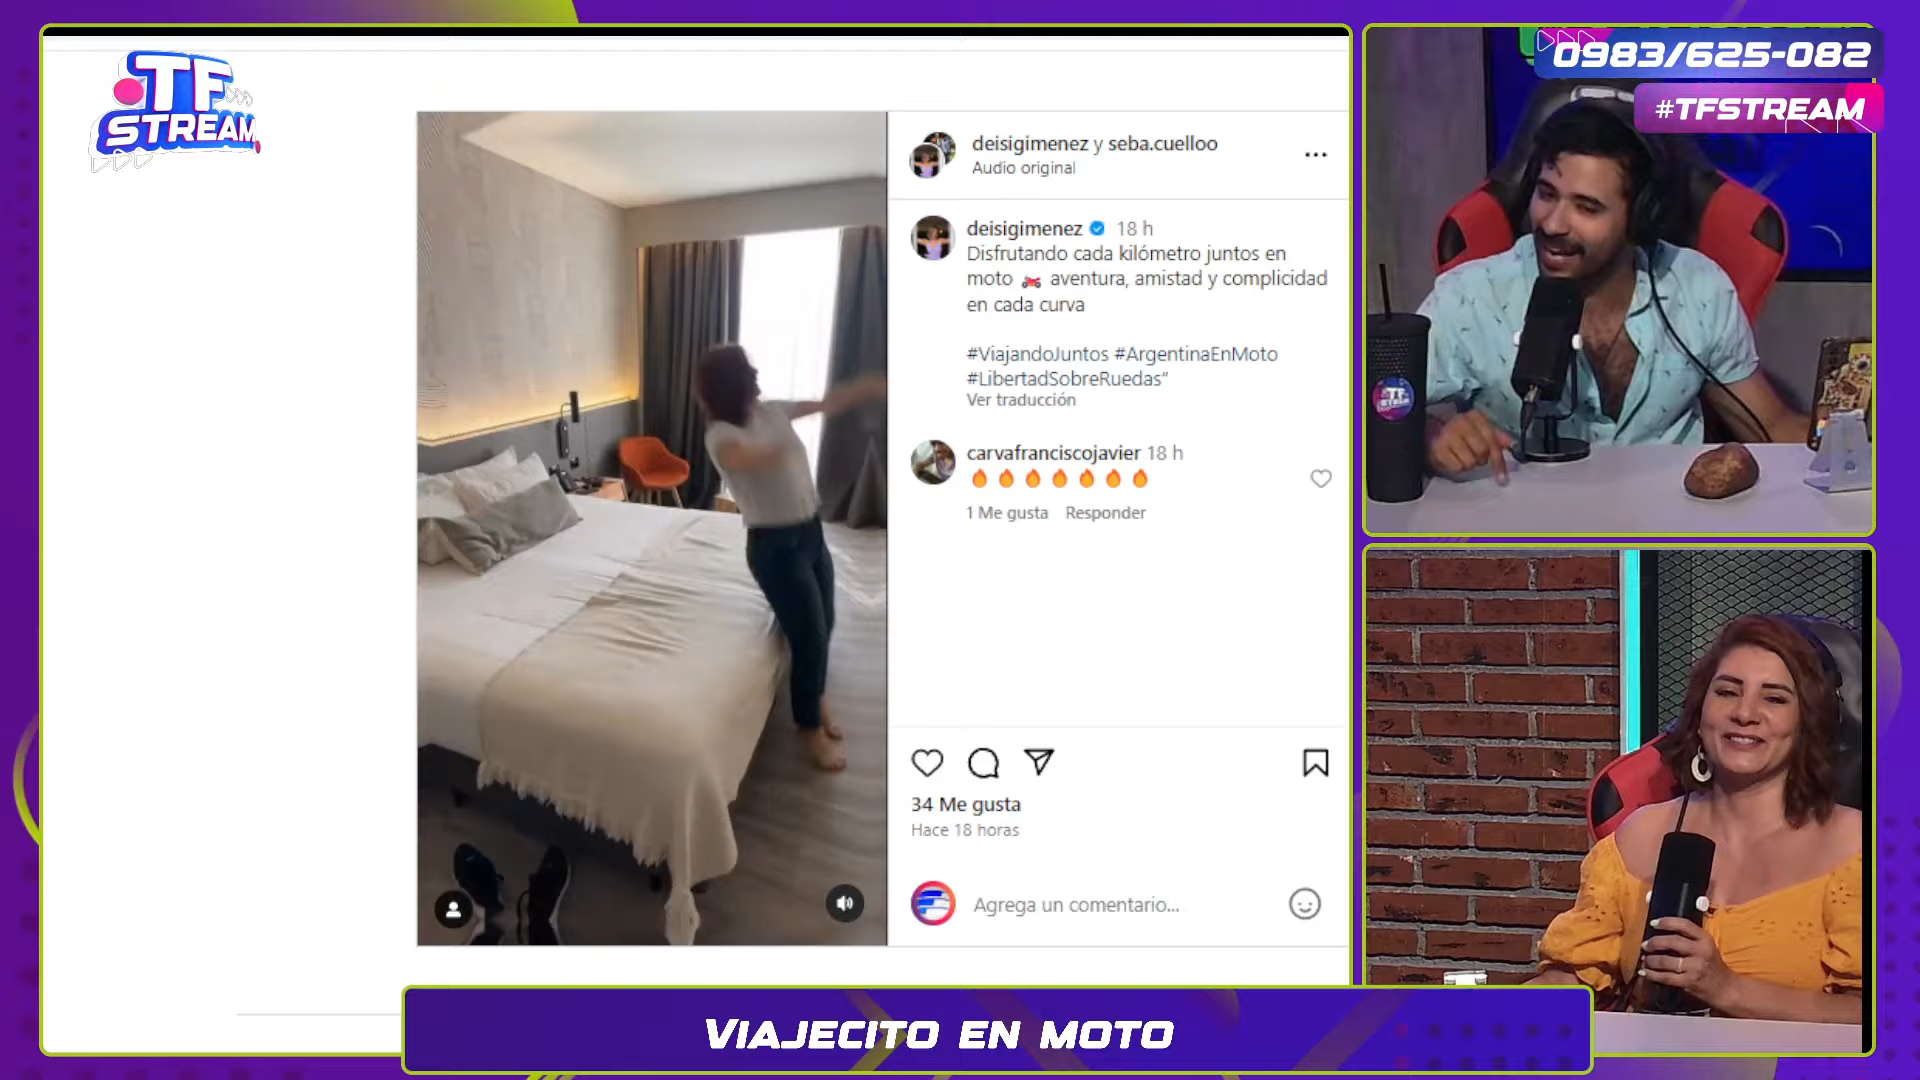 TF
STREAM
deisigimenez y seba.cuelloo
Audio original
deisigimenez 18 h
Disfrutando cada kilómetro juntos en
moto 🏍️ aventura, amistad y complicidad
en cada curva
#ViajandoJuntos #ArgentinaEnMoto
#LibertadSobreRuedas"
Ver traducción
carvafranciscojavier 18 h
🔥🔥🔥🔥🔥🔥🔥
1 Me gusta Responder
34 Me gusta
Hace 18 horas
Agrega un comentario...
0983/625-082
#TFSTREAM
TF
STREAM
VIAJECITO EN MOTO